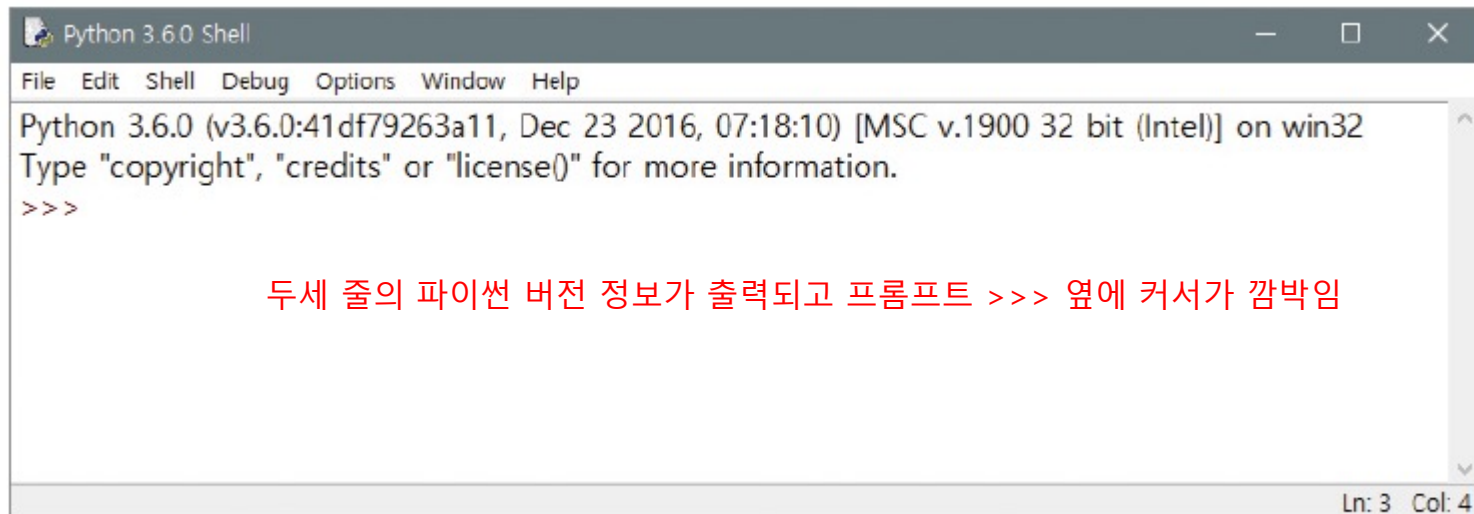 Python 3.6.0 Shell
File Edit Shell Debug Options Window Help
Python 3.6.0 (v3.6.0:41df79263a11, Dec 23 2016, 07:18:10) [MSC v.1900 32 bit (Intel)] on win32
Type "copyright", "credits" or "license()" for more information.
>>>
두세 줄의 파이썬 버전 정보가 출력되고 프롬프트 >>> 옆에 커서가 깜박임
Ln: 3 Col: 4